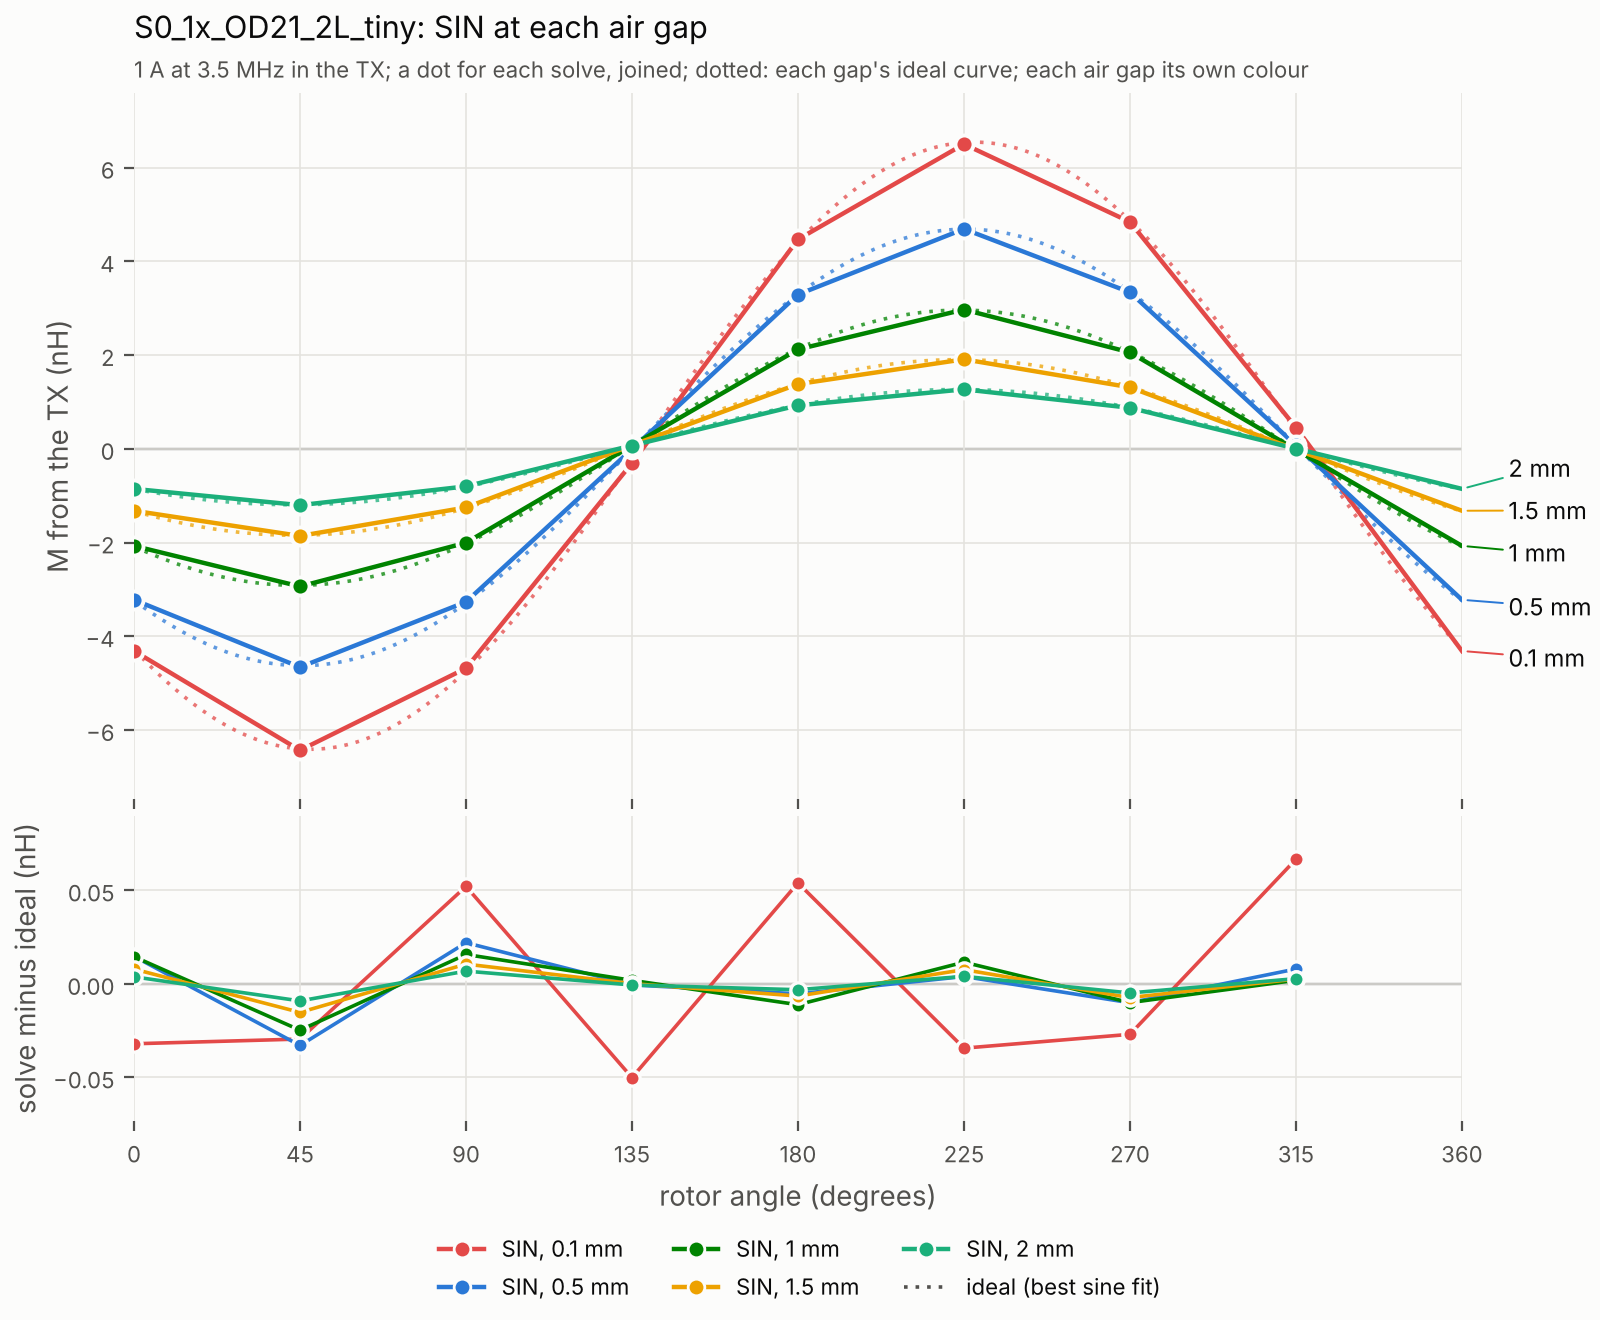 S0_1x_OD21_2L_tiny: SIN at each air gap
1 A at 3.5 MHz in the TX; a dot for each solve, joined; dotted: each gap's ideal curve; each air gap its own colour
M from the TX (nH)
6
4
2
0
−2
−4
−6
2 mm
1.5 mm
1 mm
0.5 mm
0.1 mm
solve minus ideal (nH)
0.05
0.00
−0.05
0 45 90 135 180 225 270 315 360
rotor angle (degrees)
SIN, 0.1 mm SIN, 1 mm SIN, 2 mm
SIN, 0.5 mm SIN, 1.5 mm ideal (best sine fit)